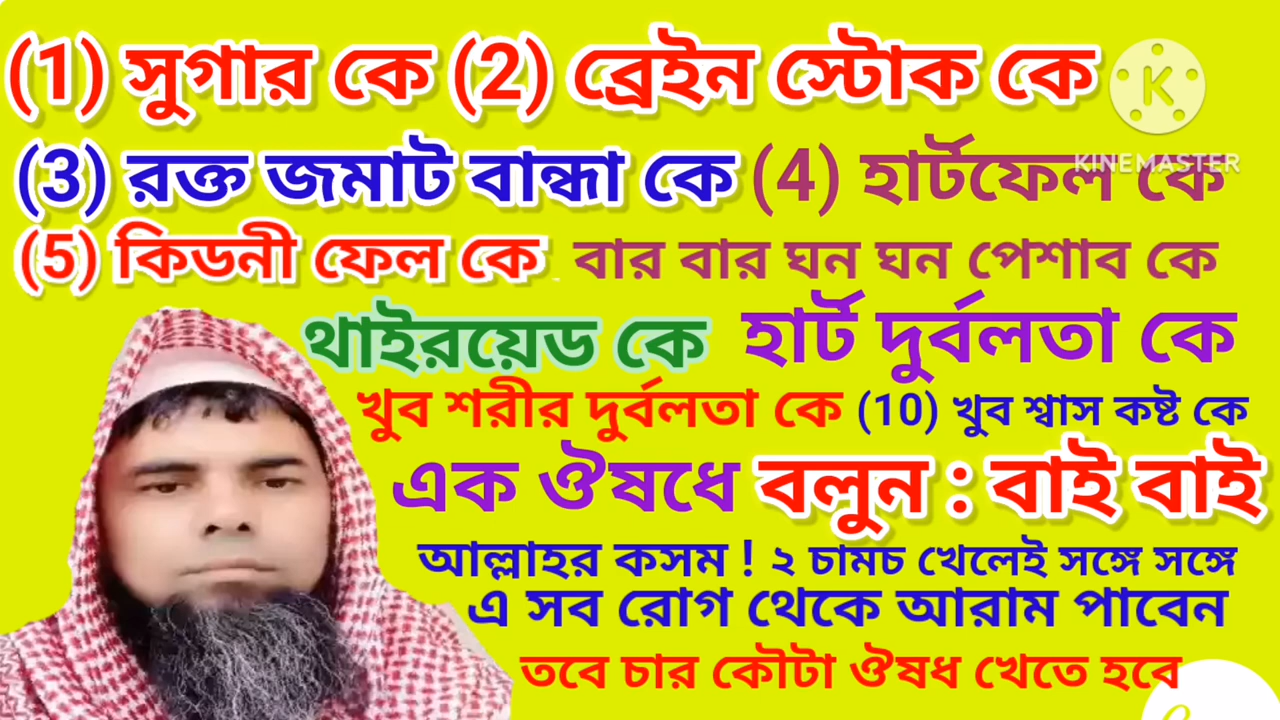 (1) সুগার কে (2) ব্রেইন স্টোক কে
K
KINEMASTER
(3) রক্ত জমাট বান্ধা কে (4) হার্টফেল কে
(5) কিডনী ফেল কে বার বার ঘন ঘন পেশাব কে
থাইরয়েড কে হার্ট দুর্বলতা কে
খুব শরীর দুর্বলতা কে (10) খুব শ্বাস কষ্ট কে
এক ঔষধে বলুন : বাই বাই
আল্লাহর কসম ! ২ চামচ খেলেই সঙ্গে সঙ্গে
এ সব রোগ থেকে আরাম পাবেন
তবে চার কৌটা ঔষধ খেতে হবে